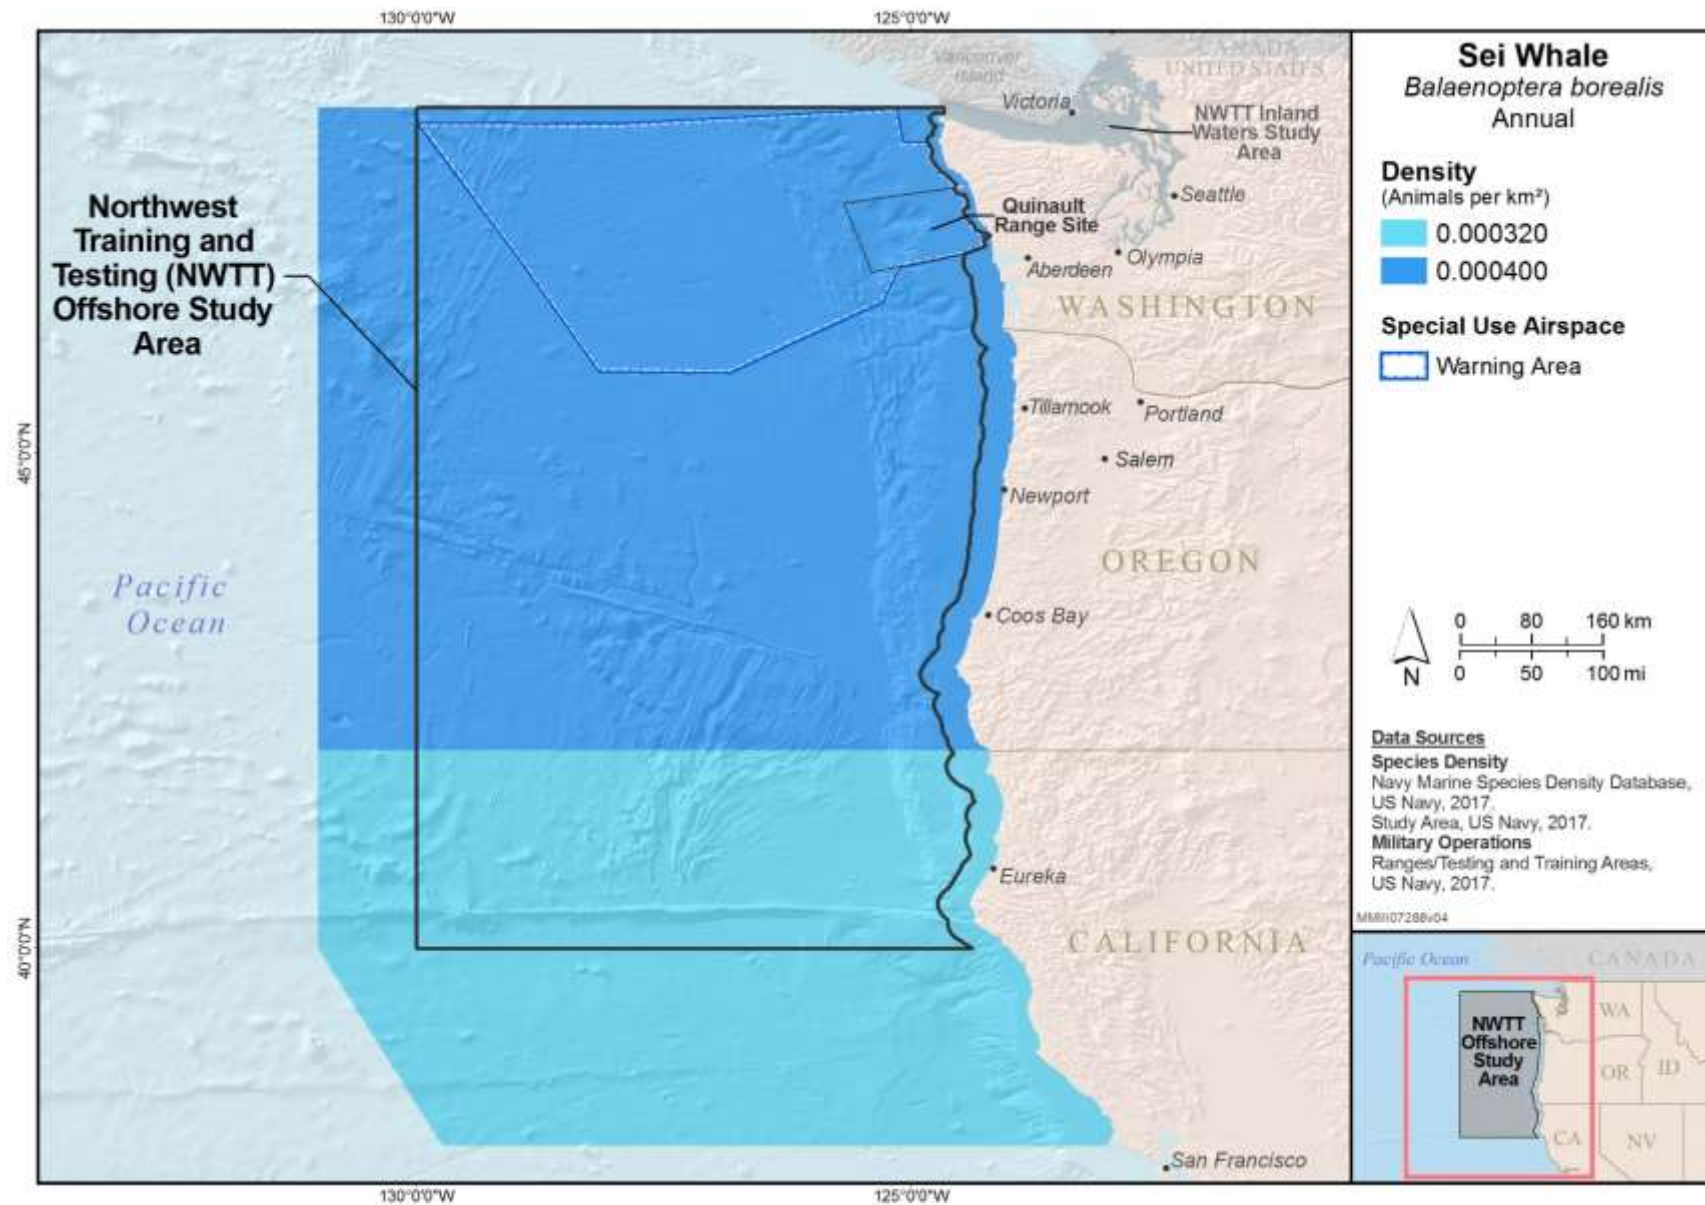 130°0'0"W
125°0'0"W
Vancouver
Island
CANADA
UNITED STATES
Victoria
NWTT Inland
Waters Study
Area
Seattle
Northwest
Training and
Testing (NWTT)
Offshore Study
Area
Quinault
Range Site
Aberdeen
Olympia
WASHINGTON
Tillamook
Portland
45°0'0"N
Salem
Newport
OREGON
Pacific
Ocean
Coos Bay
Eureka
40°0'0"N
CALIFORNIA
San Francisco
130°0'0"W
125°0'0"W
Sei Whale
Balaenoptera borealis
Annual
Density
(Animals per km²)
0.000320
0.000400
Special Use Airspace
Warning Area
0 80 160 km
0 50 100 mi
N
Data Sources
Species Density
Navy Marine Species Density Database,
US Navy, 2017.
Study Area, US Navy, 2017.
Military Operations
Ranges/Testing and Training Areas,
US Navy, 2017.
Pacific Ocean
CANADA
NWTT
Offshore
Study
Area
WA
OR
ID
CA
NV